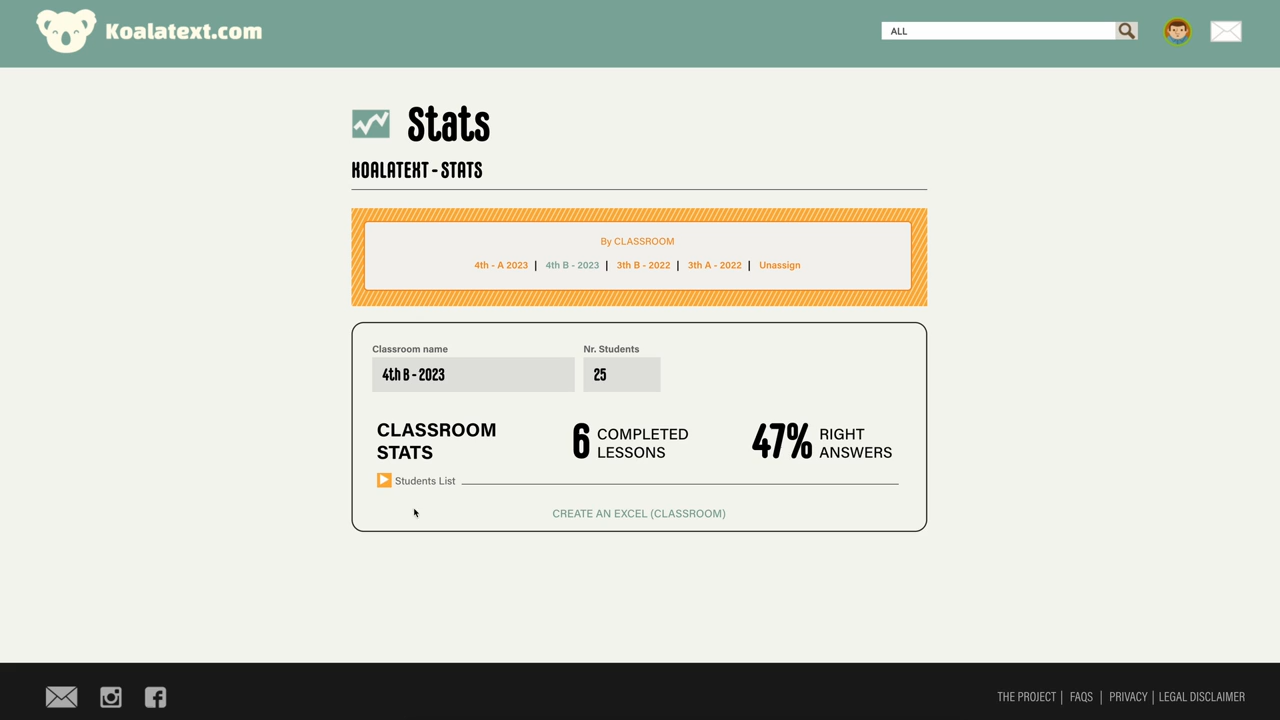 Koalatext.com
ALL
Stats
KOALATEXT - STATS
By CLASSROOM
4th - A 2023 | 4th B - 2023 | 3th B - 2022 | 3th A - 2022 | Unassign
Classroom name
Nr. Students
4th B - 2023
25
CLASSROOM
STATS
6 COMPLETED
LESSONS
47% RIGHT
ANSWERS
Students List
CREATE AN EXCEL (CLASSROOM)
THE PROJECT | FAQS | PRIVACY | LEGAL DISCLAIMER